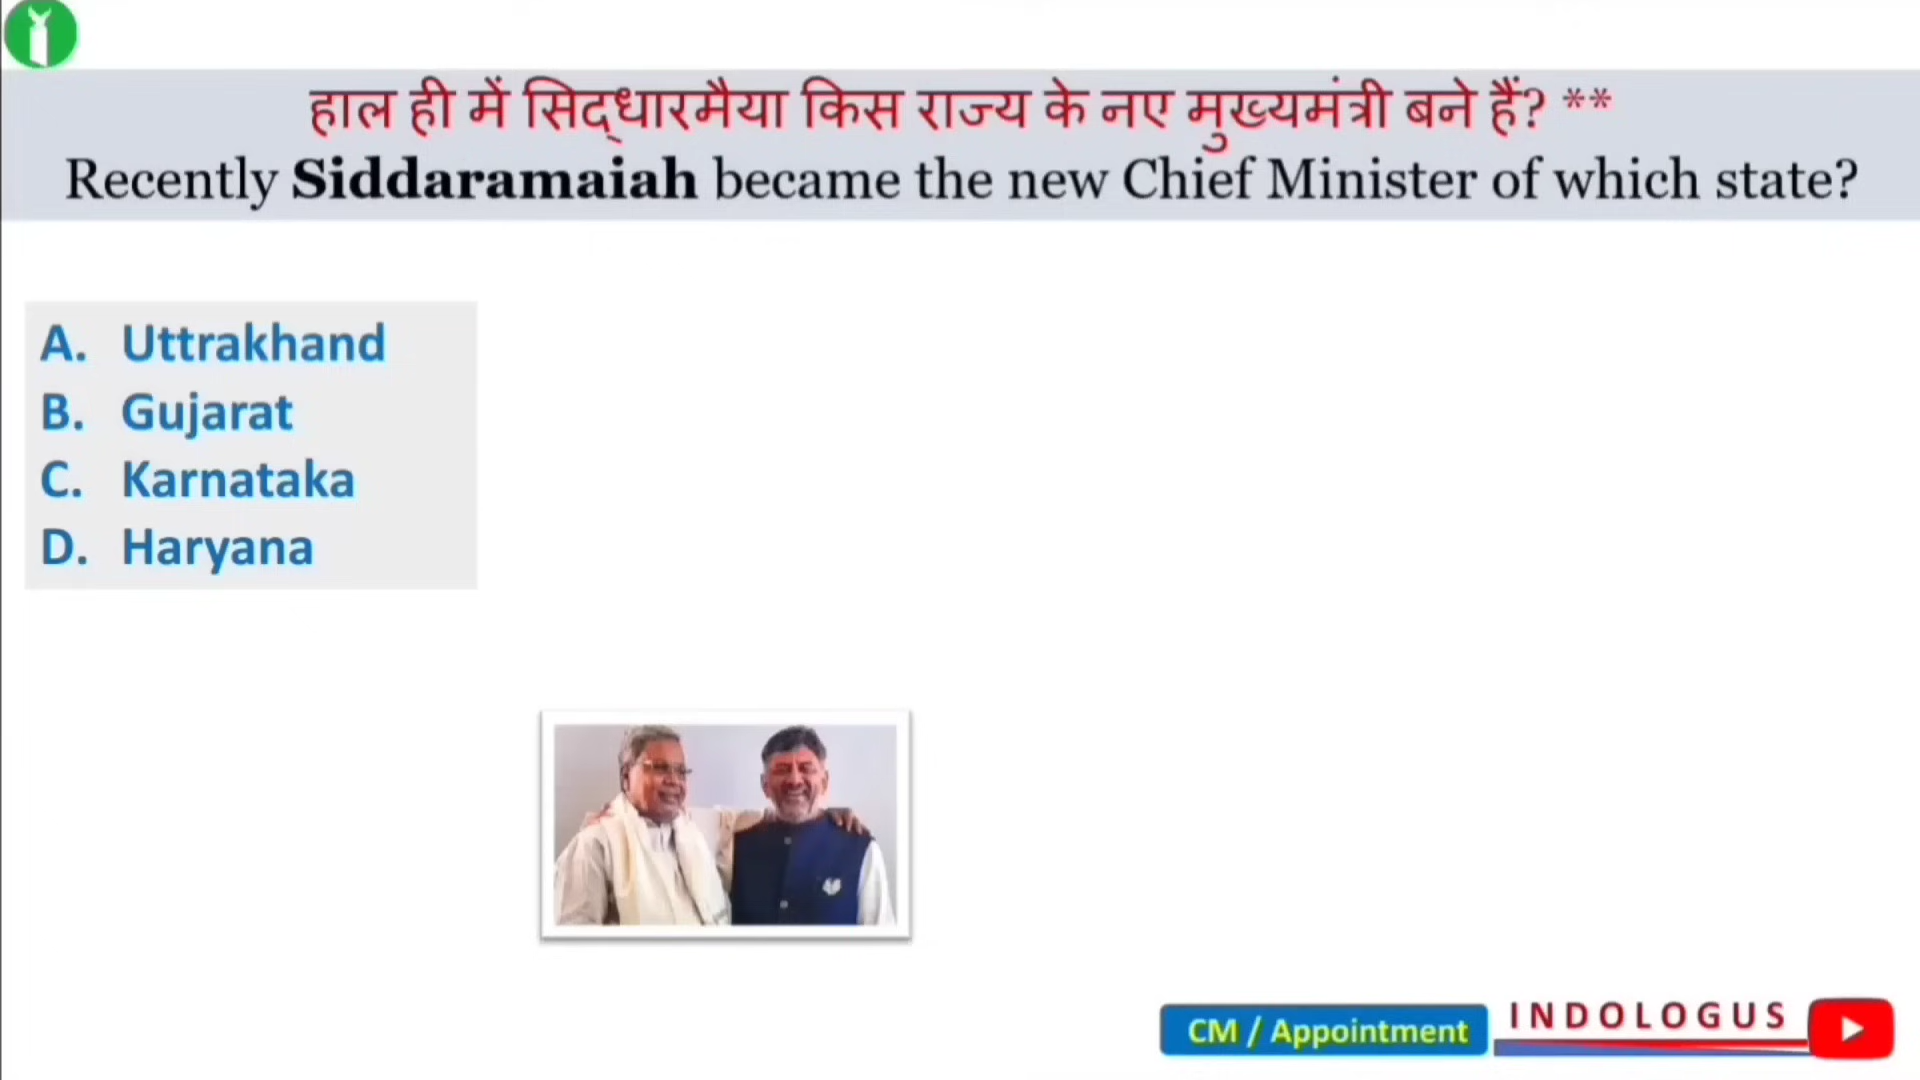 हाल ही में सिद्धारमैया किस राज्य के नए मुख्यमंत्री बने हैं? **
Recently Siddaramaiah became the new Chief Minister of which state?
A. Uttrakhand
B. Gujarat
C. Karnataka
D. Haryana
CM / Appointment
INDOLOGUS